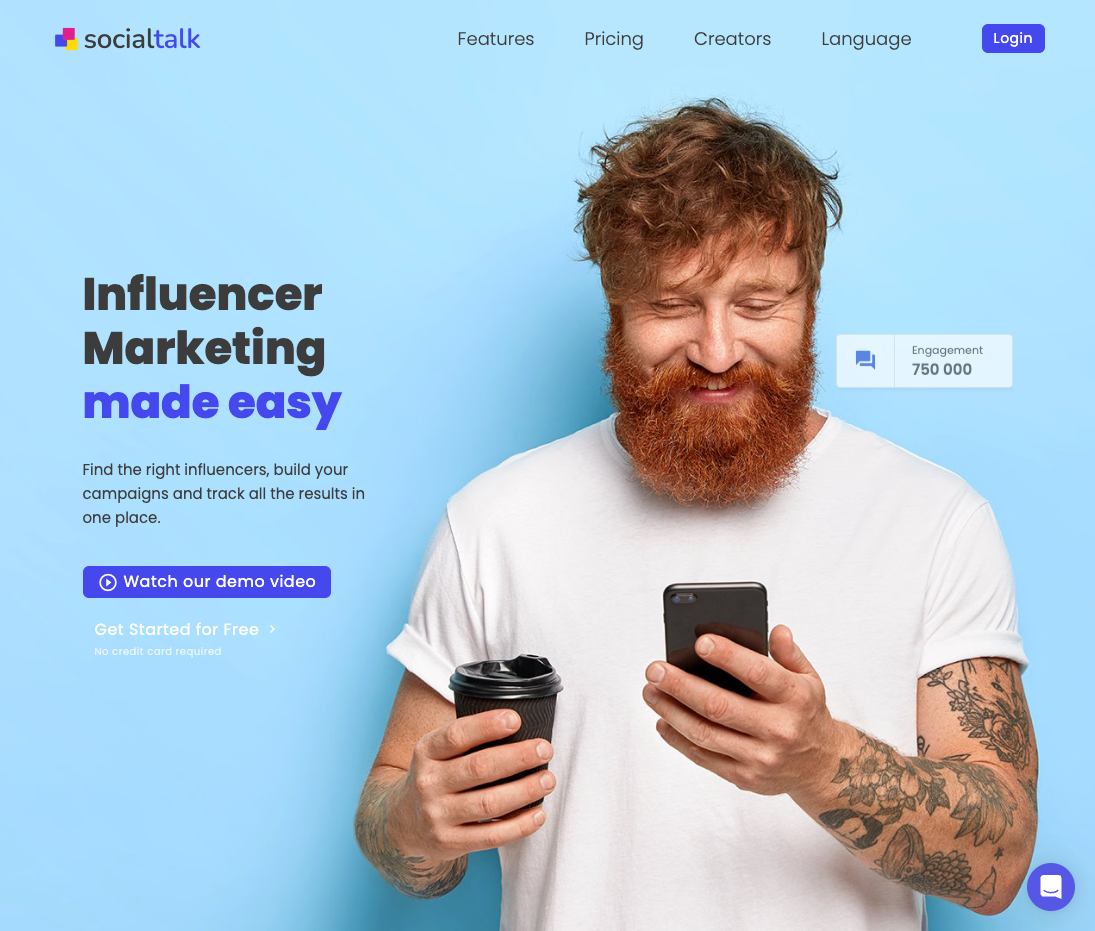 socialtalk
Features
Pricing
Creators
Language
Login
Influencer
Marketing
made easy
Engagement
750 000
Find the right influencers, build your
campaigns and track all the results in
one place.
Watch our demo video
Get Started for Free
No credit card required